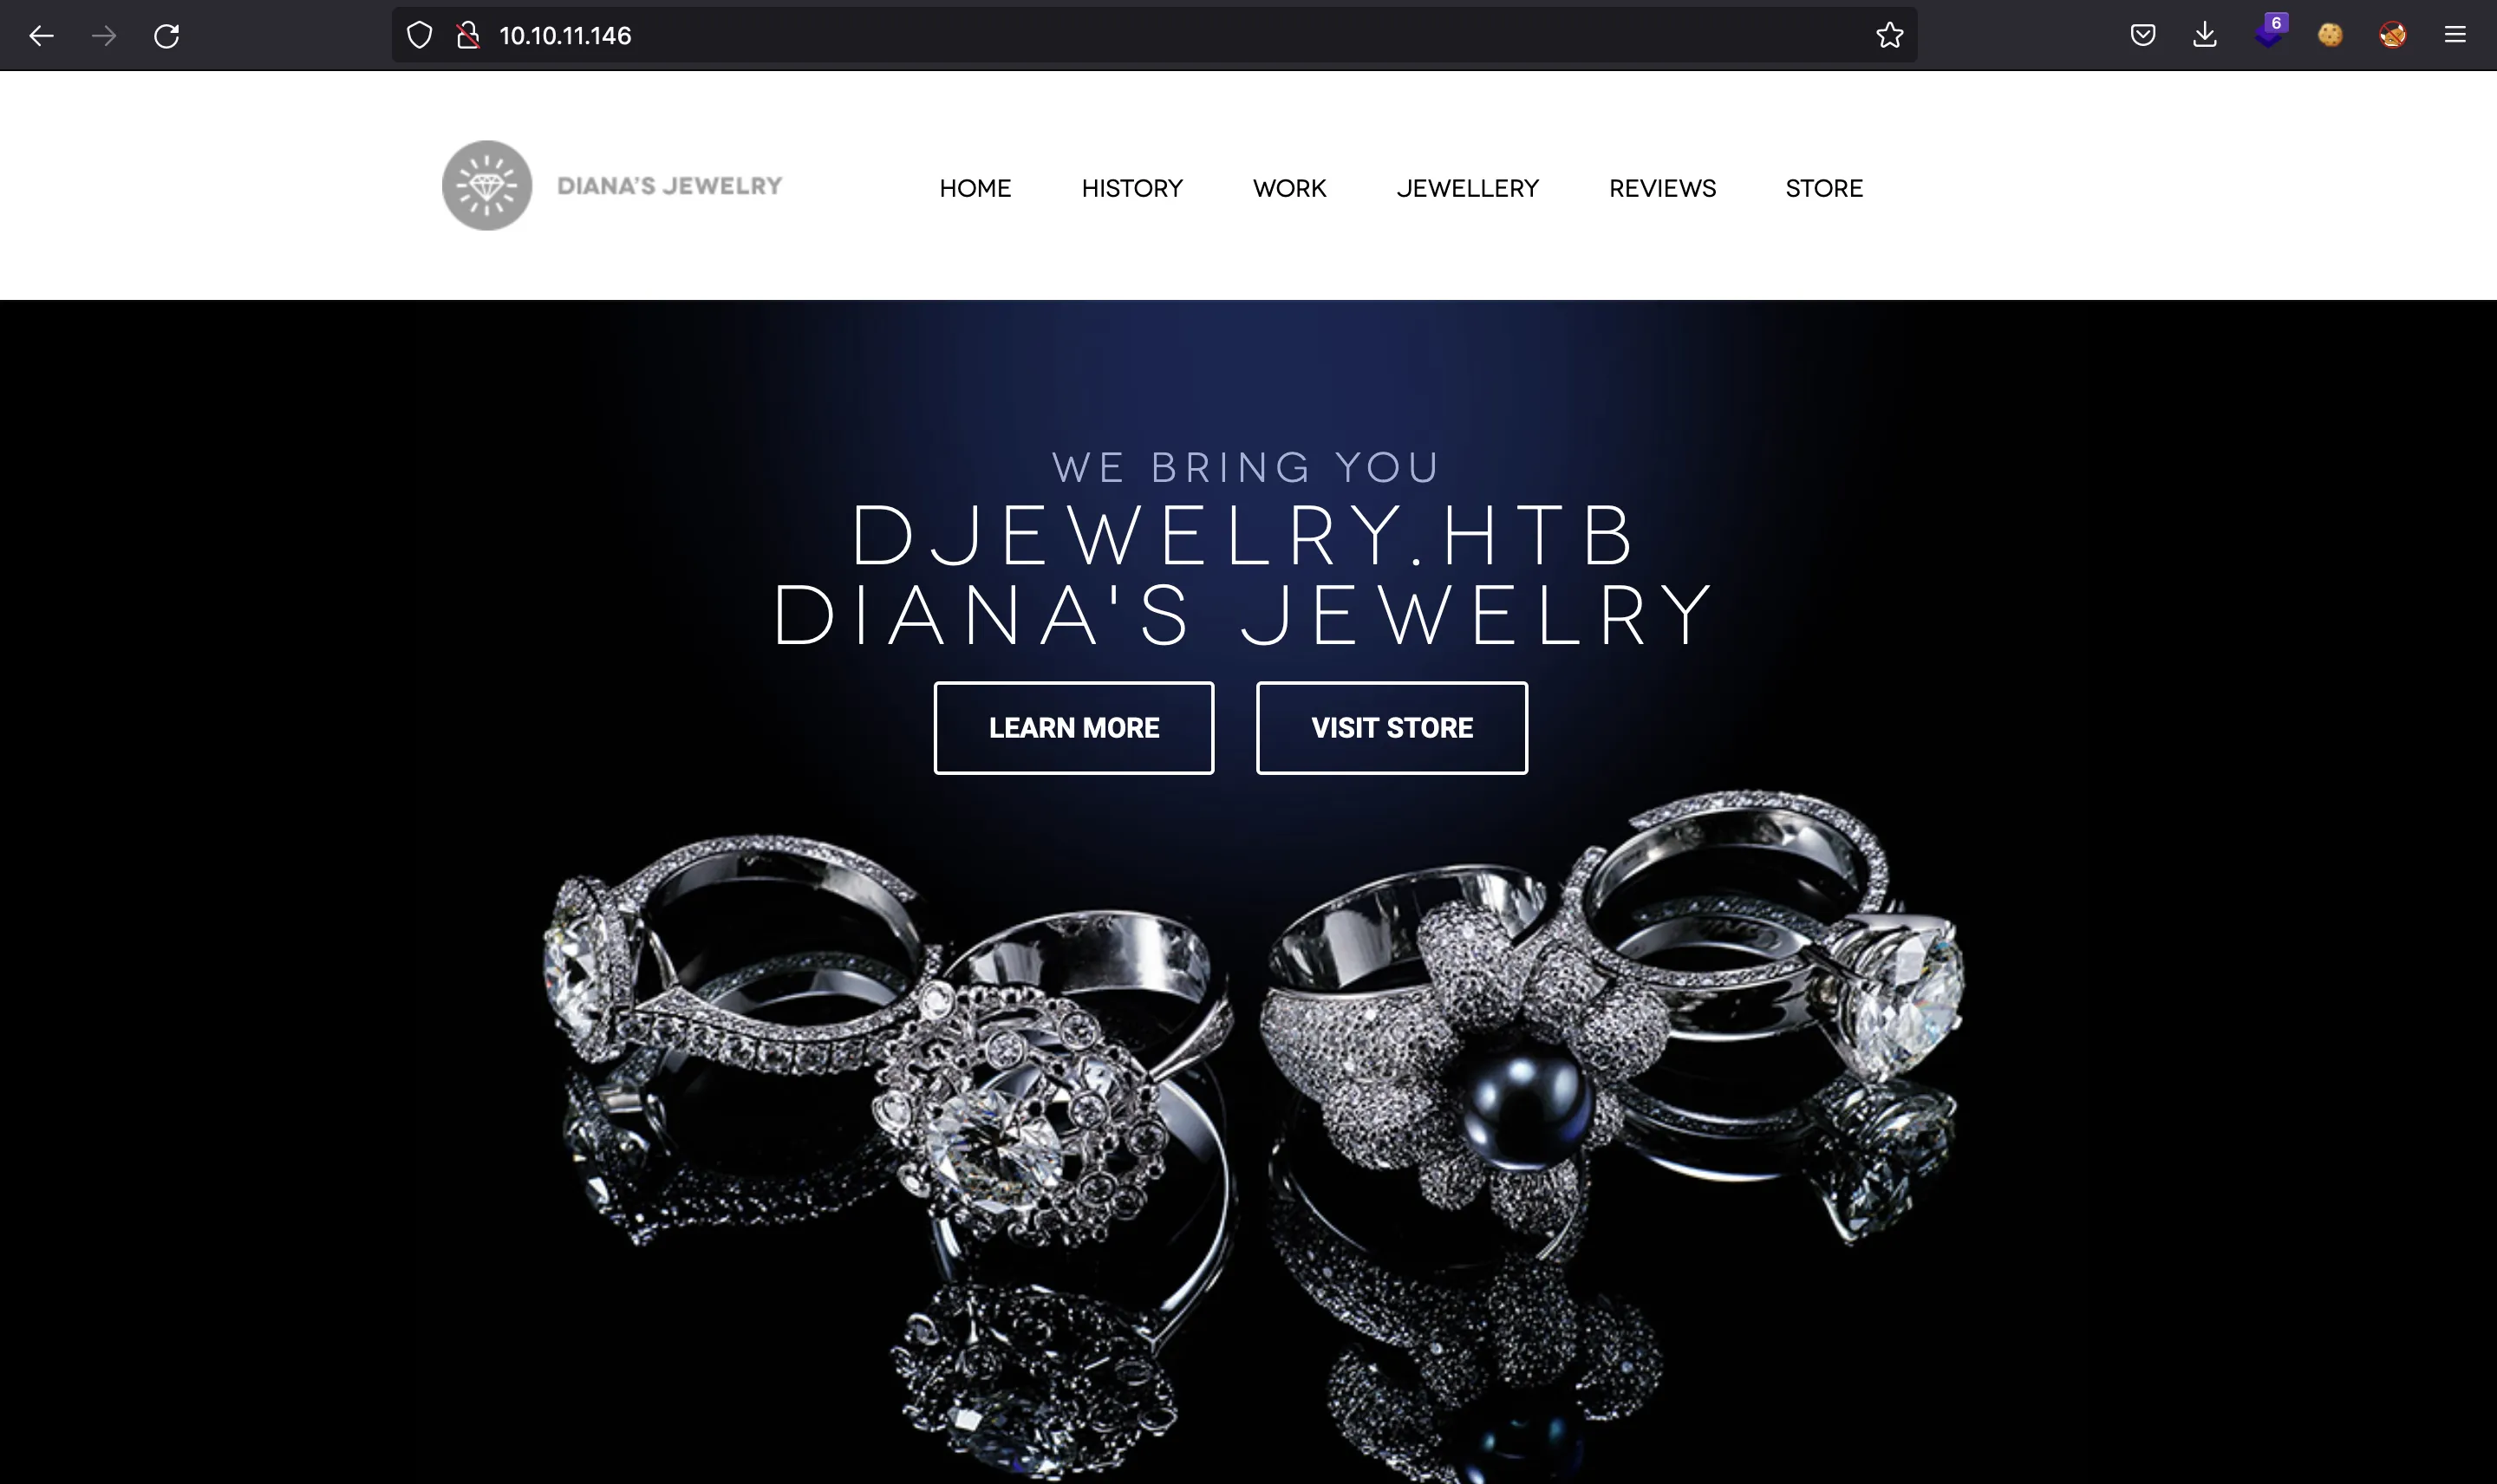 10.10.11.146
6
DIANA'S JEWELRY
HOME HISTORY WORK JEWELLERY REVIEWS STORE
WE BRING YOU
DJEWELRY.HTB
DIANA'S JEWELRY
LEARN MORE VISIT STORE